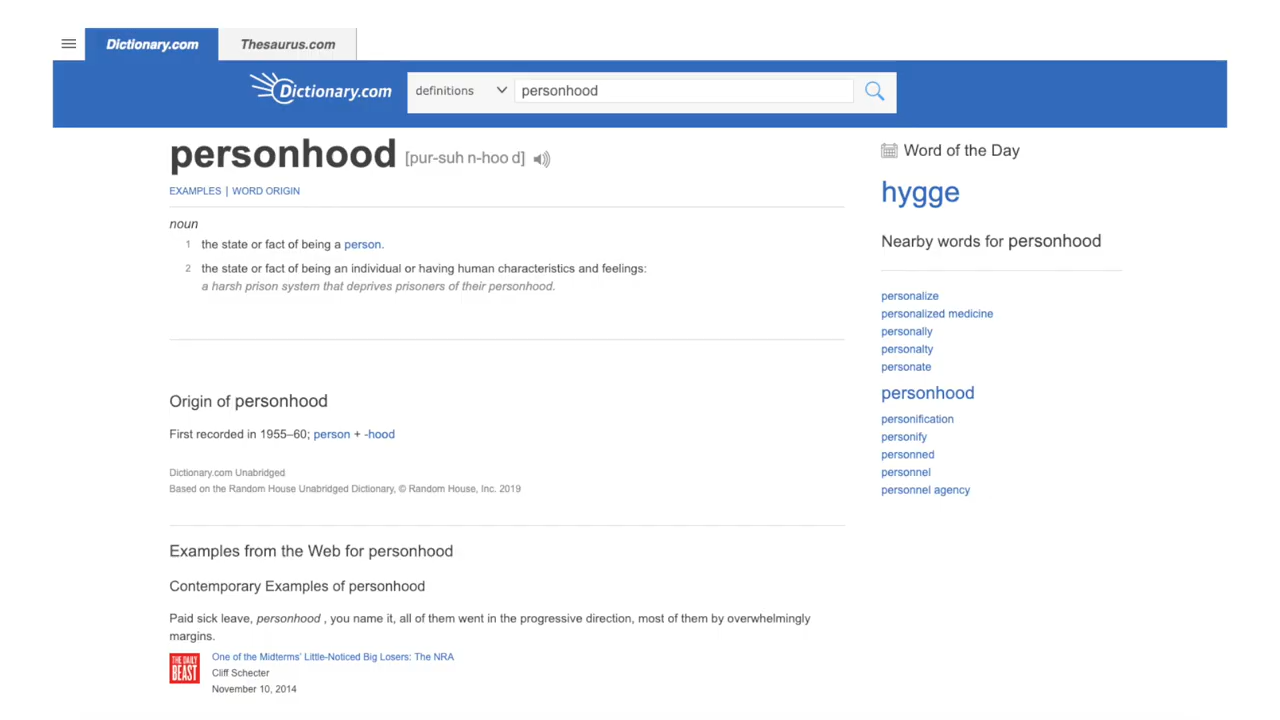 Dictionary.com
Thesaurus.com
Dictionary.com
definitions
personhood
personhood [pur-suh n-hoo d]
EXAMPLES | WORD ORIGIN
noun
1 the state or fact of being a person.
2 the state or fact of being an individual or having human characteristics and feelings:
a harsh prison system that deprives prisoners of their personhood.
Origin of personhood
First recorded in 1955–60; person + -hood
Dictionary.com Unabridged
Based on the Random House Unabridged Dictionary, © Random House, Inc. 2019
Examples from the Web for personhood
Contemporary Examples of personhood
Paid sick leave, personhood , you name it, all of them went in the progressive direction, most of them by overwhelmingly
margins.
THE DAILY
BEAST
One of the Midterms' Little-Noticed Big Losers: The NRA
Cliff Schecter
November 10, 2014
Word of the Day
hygge
Nearby words for personhood
personalize
personalized medicine
personally
personalty
personate
personhood
personification
personify
personned
personnel
personnel agency